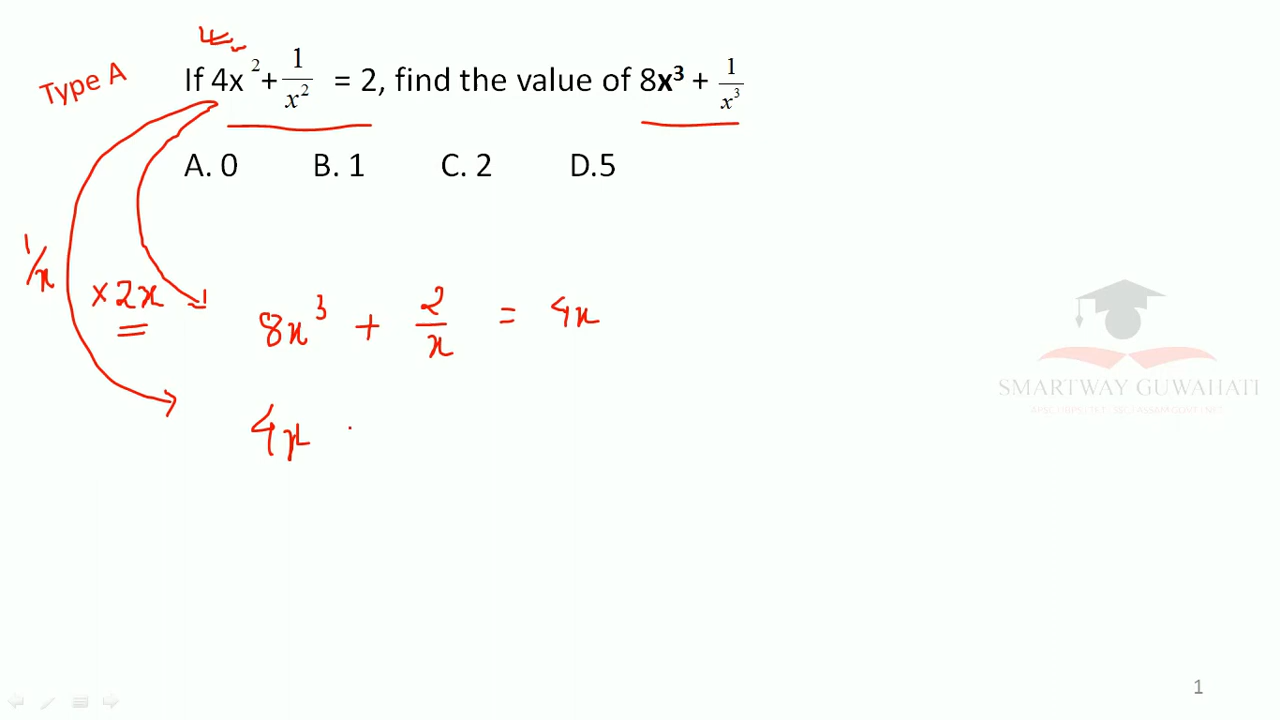 Type A
If 4x² + 1/x² = 2, find the value of 8x³ + 1/x³
A. 0 B. 1 C. 2 D.5
1/x
×2x
8x³ + 2/x = 4x
4x
SMARTWAY GUWAHATI
1